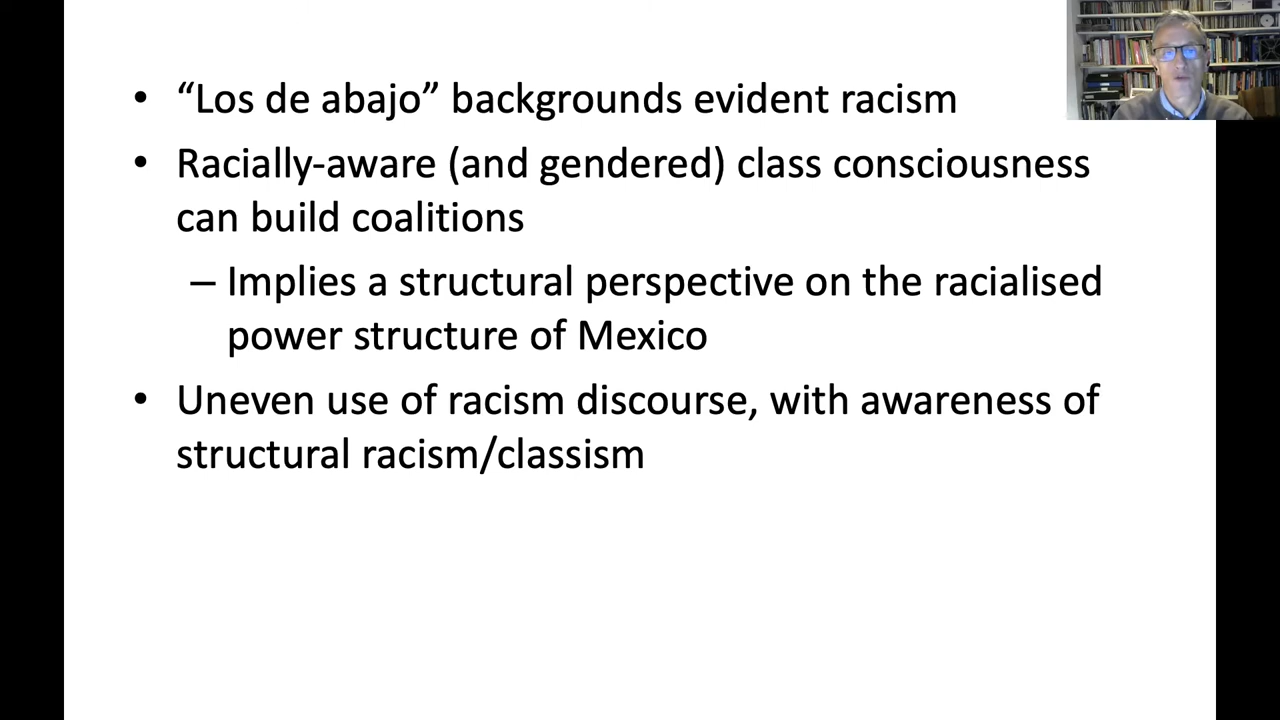 • “Los de abajo” backgrounds evident racism
• Racially-aware (and gendered) class consciousness
can build coalitions
– Implies a structural perspective on the racialised
power structure of Mexico
• Uneven use of racism discourse, with awareness of
structural racism/classism